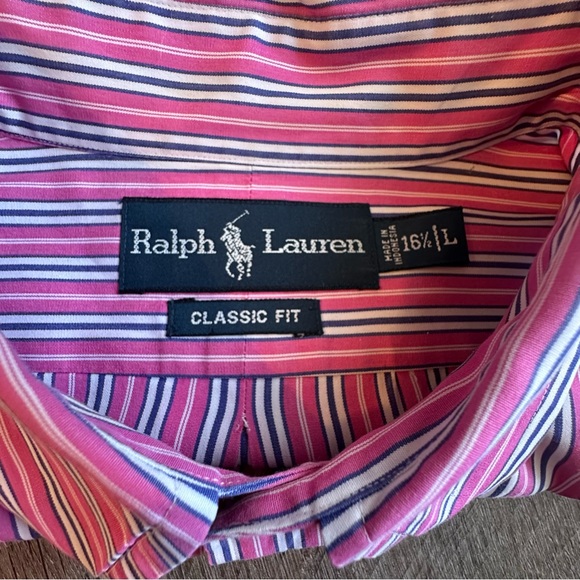 Ralph Lauren
MADE IN
INDONESIA
16½ L
CLASSIC FIT